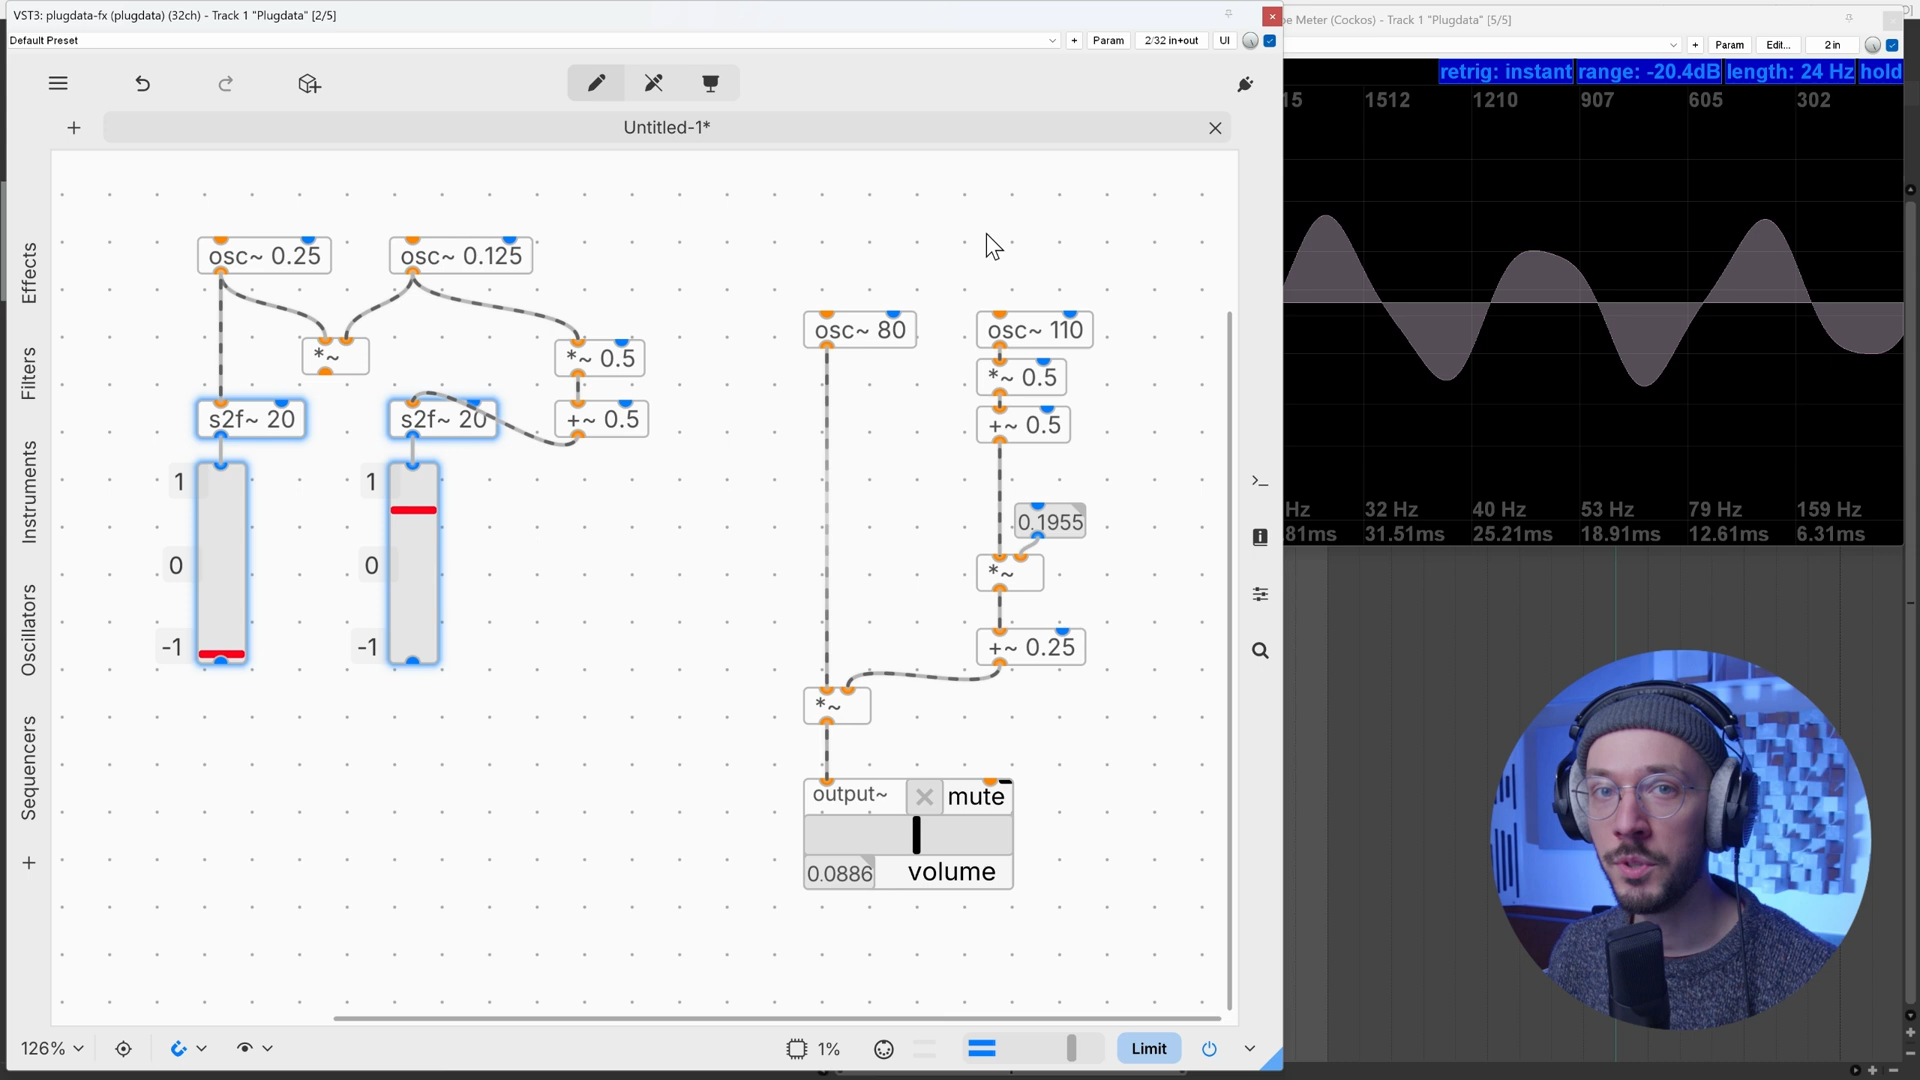 VST3: plugdata-fx (plugdata) (32ch) - Track 1 "Plugdata" [2/5]
Default Preset
+
Param
2/32 in+out
UI
pe Meter (Cockos) - Track 1 "Plugdata" [5/5]
+
Param
Edit...
2 in
retrig: instant range: -20.4dB length: 24 Hz hold
15 1512 1210 907 605 302
Untitled-1*
Effects
Filters
Instruments
Oscillators
Sequencers
+
osc~ 0.25
osc~ 0.125
*~
*~ 0.5
s2f~ 20
s2f~ 20
+~ 0.5
1
0
-1
1
0
-1
osc~ 80
osc~ 110
*~ 0.5
+~ 0.5
0.1955
*~
+~ 0.25
*~
output~
mute
0.0886
volume
Hz 32 Hz 40 Hz 53 Hz 79 Hz 159 Hz
81ms 31.51ms 25.21ms 18.91ms 12.61ms 6.31ms
126%
1%
Limit